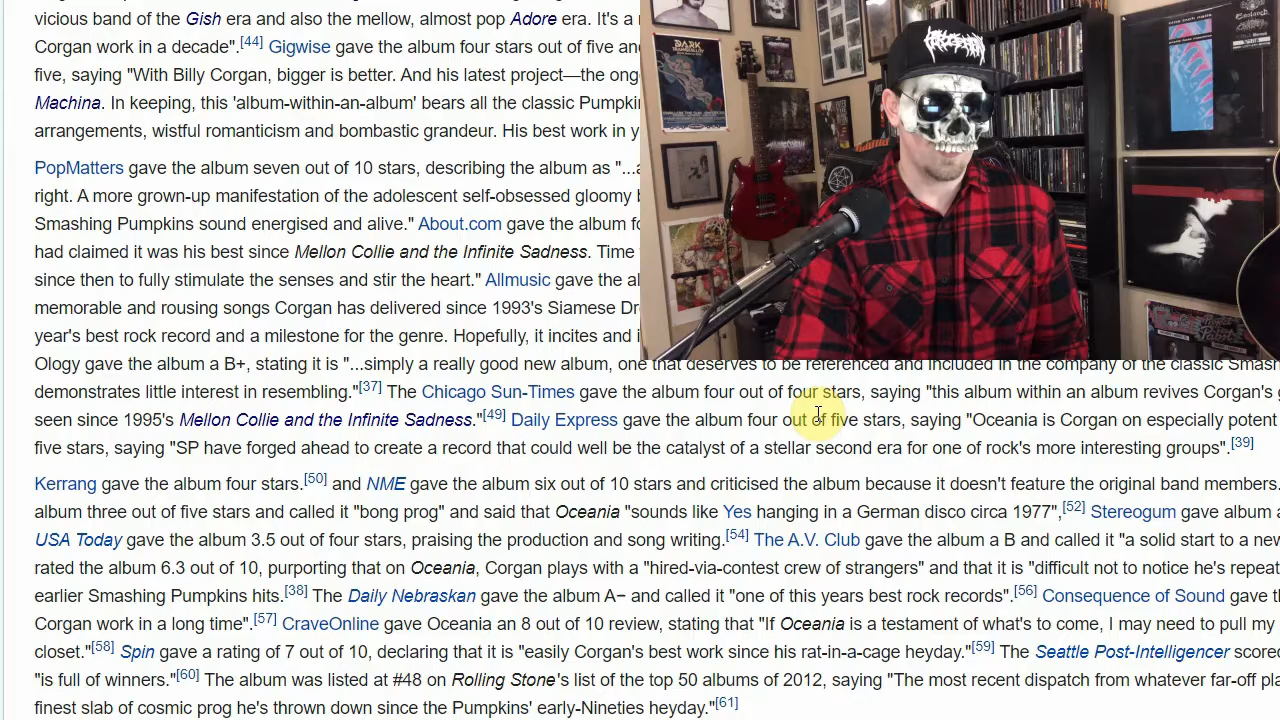 vicious band of the Gish era and also the mellow, almost pop Adore era. It's a
Corgan work in a decade".[44] Gigwise gave the album four stars out of five an
five, saying "With Billy Corgan, bigger is better. And his latest project—the ong
Machina. In keeping, this 'album-within-an-album' bears all the classic Pumpki
arrangements, wistful romanticism and bombastic grandeur. His best work in y
PopMatters gave the album seven out of 10 stars, describing the album as "...a
right. A more grown-up manifestation of the adolescent self-obsessed gloomy
Smashing Pumpkins sound energised and alive." About.com gave the album fo
had claimed it was his best since Mellon Collie and the Infinite Sadness. Time
since then to fully stimulate the senses and stir the heart." Allmusic gave the al
memorable and rousing songs Corgan has delivered since 1993's Siamese Dr
year's best rock record and a milestone for the genre. Hopefully, it incites and i
Ology gave the album a B+, stating it is "...simply a really good new album, one that deserves to be referenced and included in the company of the classic Smash
demonstrates little interest in resembling."[37] The Chicago Sun-Times gave the album four out of four stars, saying "this album within an album revives Corgan's g
seen since 1995's Mellon Collie and the Infinite Sadness."[49] Daily Express gave the album four out of five stars, saying "Oceania is Corgan on especially potent
five stars, saying "SP have forged ahead to create a record that could well be the catalyst of a stellar second era for one of rock's more interesting groups".[39]
Kerrang gave the album four stars.[50] and NME gave the album six out of 10 stars and criticised the album because it doesn't feature the original band members.
album three out of five stars and called it "bong prog" and said that Oceania "sounds like Yes hanging in a German disco circa 1977",[52] Stereogum gave album a
USA Today gave the album 3.5 out of four stars, praising the production and song writing.[54] The A.V. Club gave the album a B and called it "a solid start to a new
rated the album 6.3 out of 10, purporting that on Oceania, Corgan plays with a "hired-via-contest crew of strangers" and that it is "difficult not to notice he's repeat
earlier Smashing Pumpkins hits.[38] The Daily Nebraskan gave the album A− and called it "one of this years best rock records".[56] Consequence of Sound gave th
Corgan work in a long time".[57] CraveOnline gave Oceania an 8 out of 10 review, stating that "If Oceania is a testament of what's to come, I may need to pull my
closet."[58] Spin gave a rating of 7 out of 10, declaring that it is "easily Corgan's best work since his rat-in-a-cage heyday."[59] The Seattle Post-Intelligencer score
"is full of winners."[60] The album was listed at #48 on Rolling Stone's list of the top 50 albums of 2012, saying "The most recent dispatch from whatever far-off pla
finest slab of cosmic prog he's thrown down since the Pumpkins' early-Nineties heyday."[61]
DARK
TRANQUILLITY